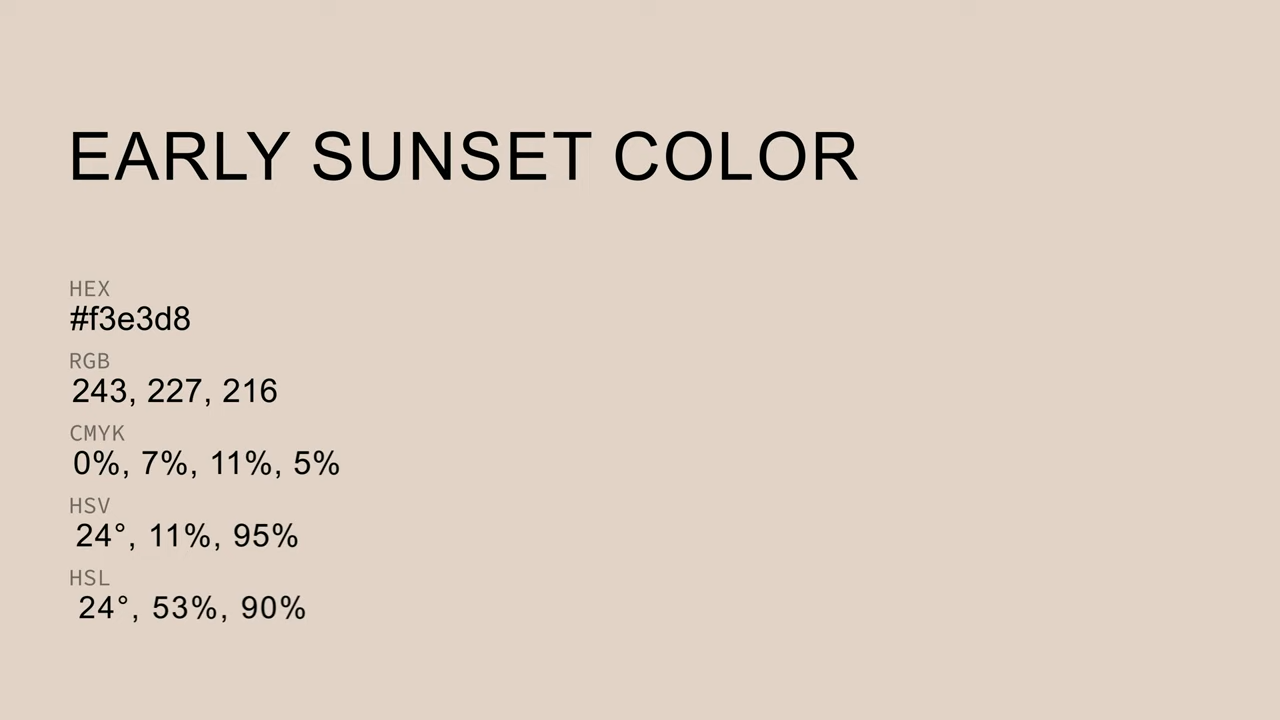 EARLY SUNSET COLOR
HEX
#f3e3d8
RGB
243, 227, 216
CMYK
0%, 7%, 11%, 5%
HSV
24°, 11%, 95%
HSL
24°, 53%, 90%